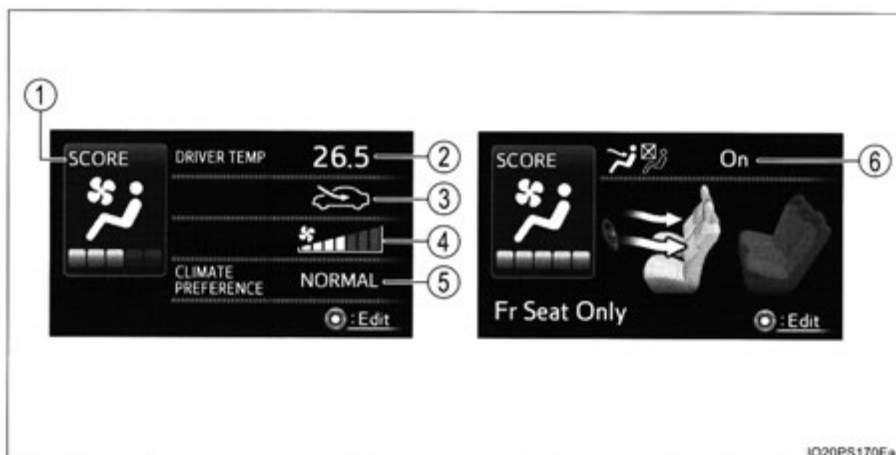 ①
SCORE
DRIVER TEMP 26.5 ②
③
④
CLIMATE
PREFERENCE NORMAL ⑤
: Edit
SCORE
On ⑥
Fr Seat Only
: Edit
IO20PS170Ea